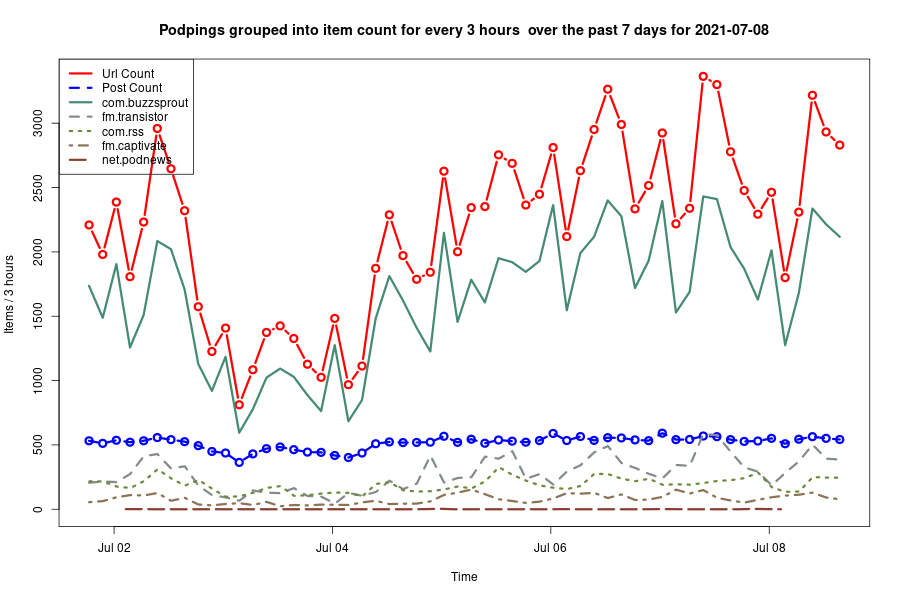 Podpings grouped into item count for every 3 hours  over the past 7 days for 2021-07-08
Url Count
Post Count
com.buzzsprout
fm.transistor
com.rss
fm.captivate
net.podnews
Items / 3 hours
3000
2500
2000
1500
1000
500
0
Jul 02
Jul 04
Jul 06
Jul 08
Time